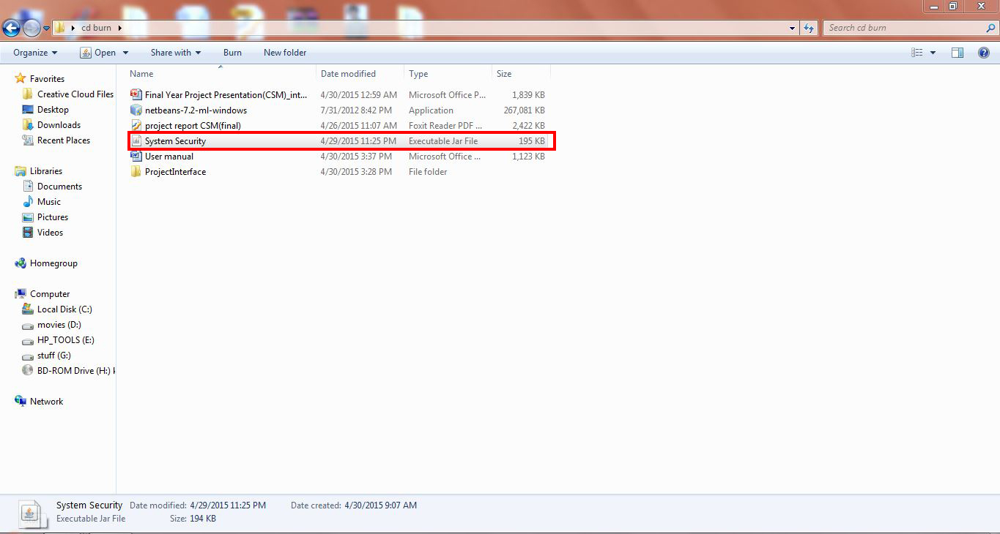 cd burn
Search cd burn
Organize Open Share with Burn New folder
Name Date modified Type Size
Favorites
Creative Cloud Files
Desktop
Downloads
Recent Places
Libraries
Documents
Music
Pictures
Videos
Homegroup
Computer
Local Disk (C:)
movies (D:)
HP_TOOLS (E:)
stuff (G:)
BD-ROM Drive (H:)
Network
Final Year Project Presentation(CSM)_int... 4/30/2015 12:59 AM Microsoft Office P... 1,839 KB
netbeans-7.2-ml-windows 7/31/2012 8:42 PM Application 267,081 KB
project report CSM(final) 4/26/2015 11:07 AM Foxit Reader PDF ... 2,422 KB
System Security 4/29/2015 11:25 PM Executable Jar File 195 KB
User manual 4/30/2015 3:37 PM Microsoft Office ... 1,123 KB
ProjectInterface 4/30/2015 3:28 PM File folder
System Security Date modified: 4/29/2015 11:25 PM Date created: 4/30/2015 9:07 AM
Executable Jar File Size: 194 KB